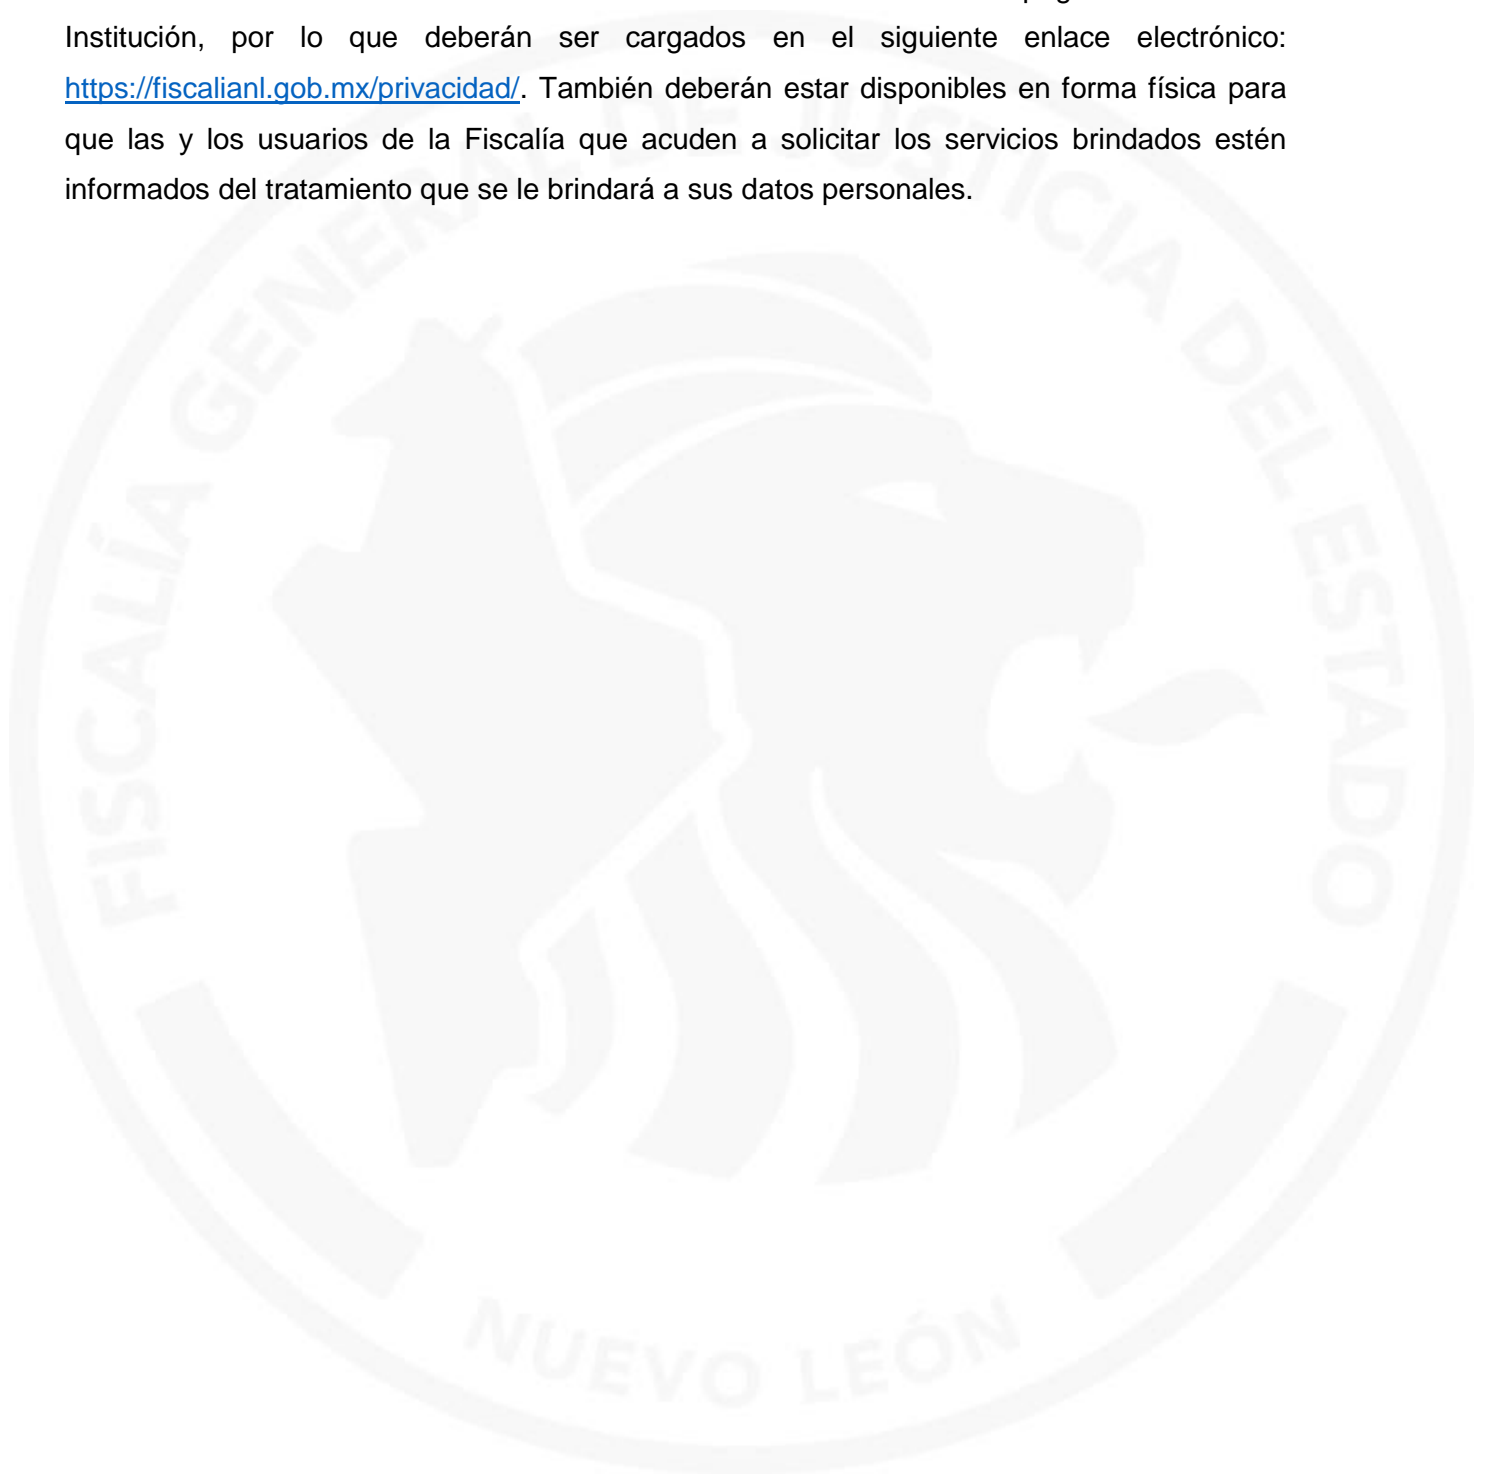 Institución, por lo que deberán ser cargados en el siguiente enlace electrónico:
https://fiscalianl.gob.mx/privacidad/. También deberán estar disponibles en forma física para
que las y los usuarios de la Fiscalía que acuden a solicitar los servicios brindados estén
informados del tratamiento que se le brindará a sus datos personales.
FISCALÍA GENERAL DE JUSTICIA DEL ESTADO
NUEVO LEÓN